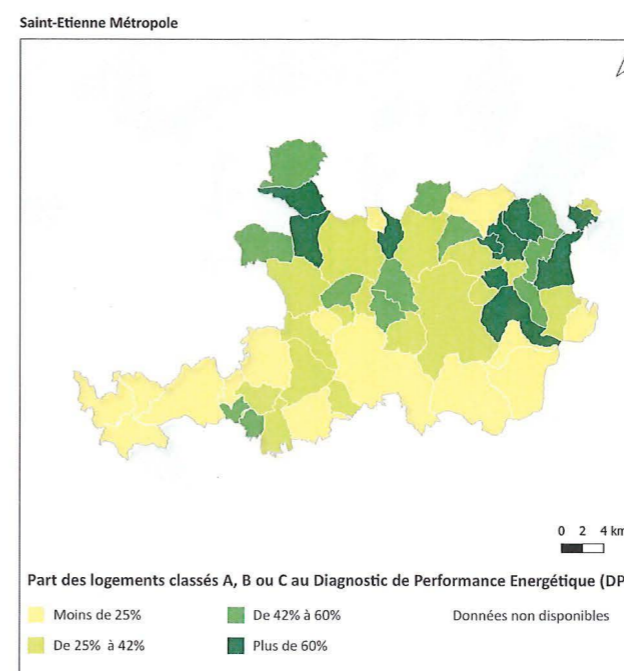 Saint-Etienne Métropole
0 2 4 km
Part des logements classés A, B ou C au Diagnostic de Performance Energétique (DP
Moins de 25%
De 42% à 60%
Données non disponibles
De 25% à 42%
Plus de 60%